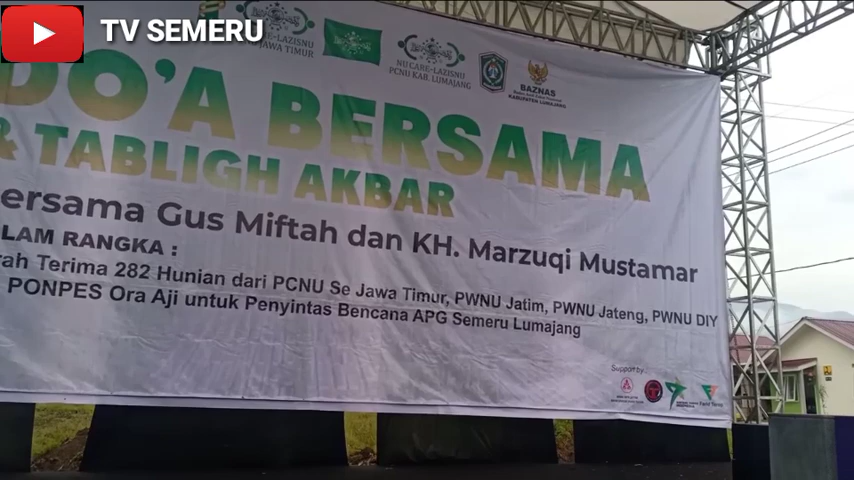 TV SEMERU
NU CARE-LAZISNU
JAWA TIMUR
NU CARE-LAZISNU
PCNU KAB. LUMAJANG
BAZNAS
KABUPATEN LUMAJANG
DO'A BERSAMA
& TABLIGH AKBAR
ersama Gus Miftah dan KH. Marzuqi Mustamar
LAM RANGKA :
rah Terima 282 Hunian dari PCNU Se Jawa Timur, PWNU Jatim, PWNU Jateng, PWNU DIY
PONPES Ora Aji untuk Penyintas Bencana APG Semeru Lumajang
Support by :